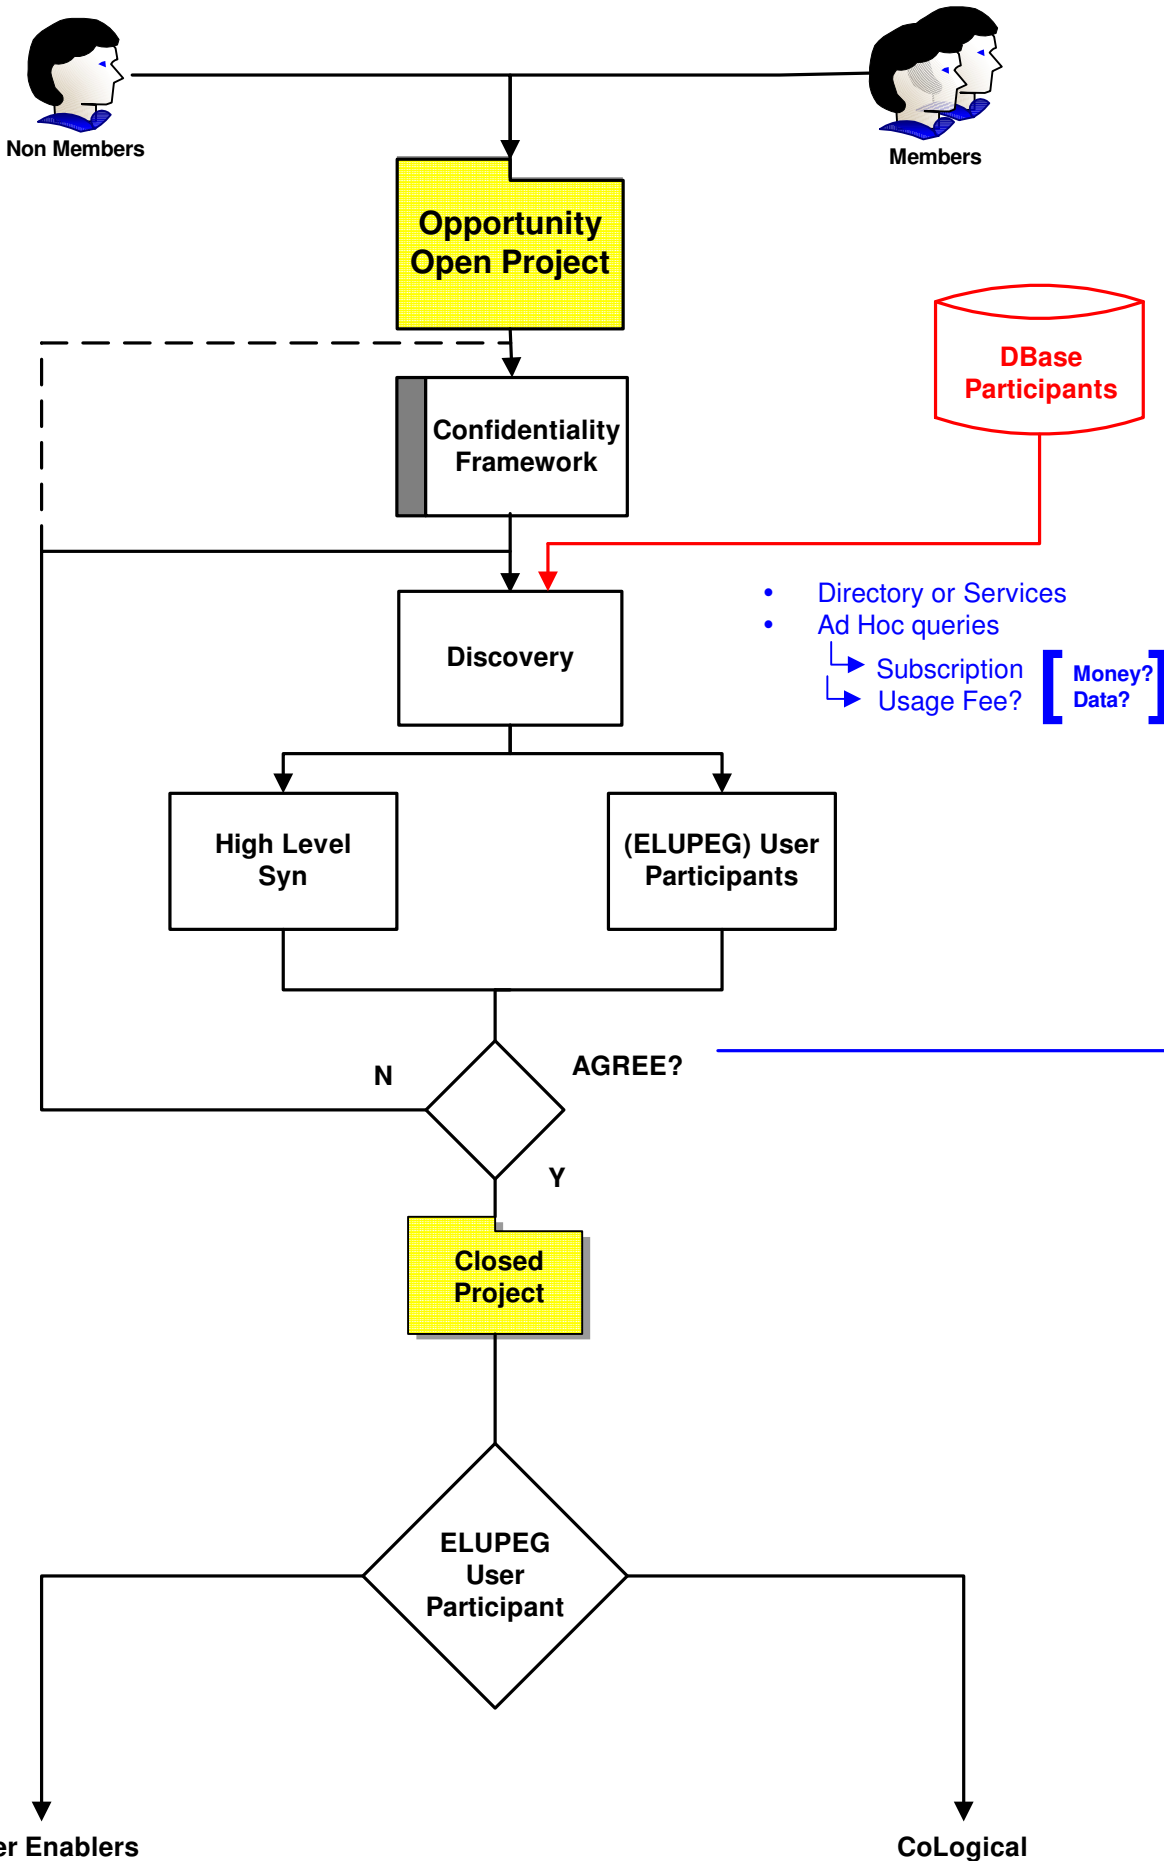 Non Members
Members
Opportunity
Open Project
DBase
Participants
Confidentiality
Framework
• Directory or Services
• Ad Hoc queries
Subscription
Usage Fee?
Money?
Data?
Discovery
High Level
Syn
(ELUPEG) User
Participants
N
AGREE?
Y
Closed
Project
ELUPEG
User
Participant
Enablers
CoLogical